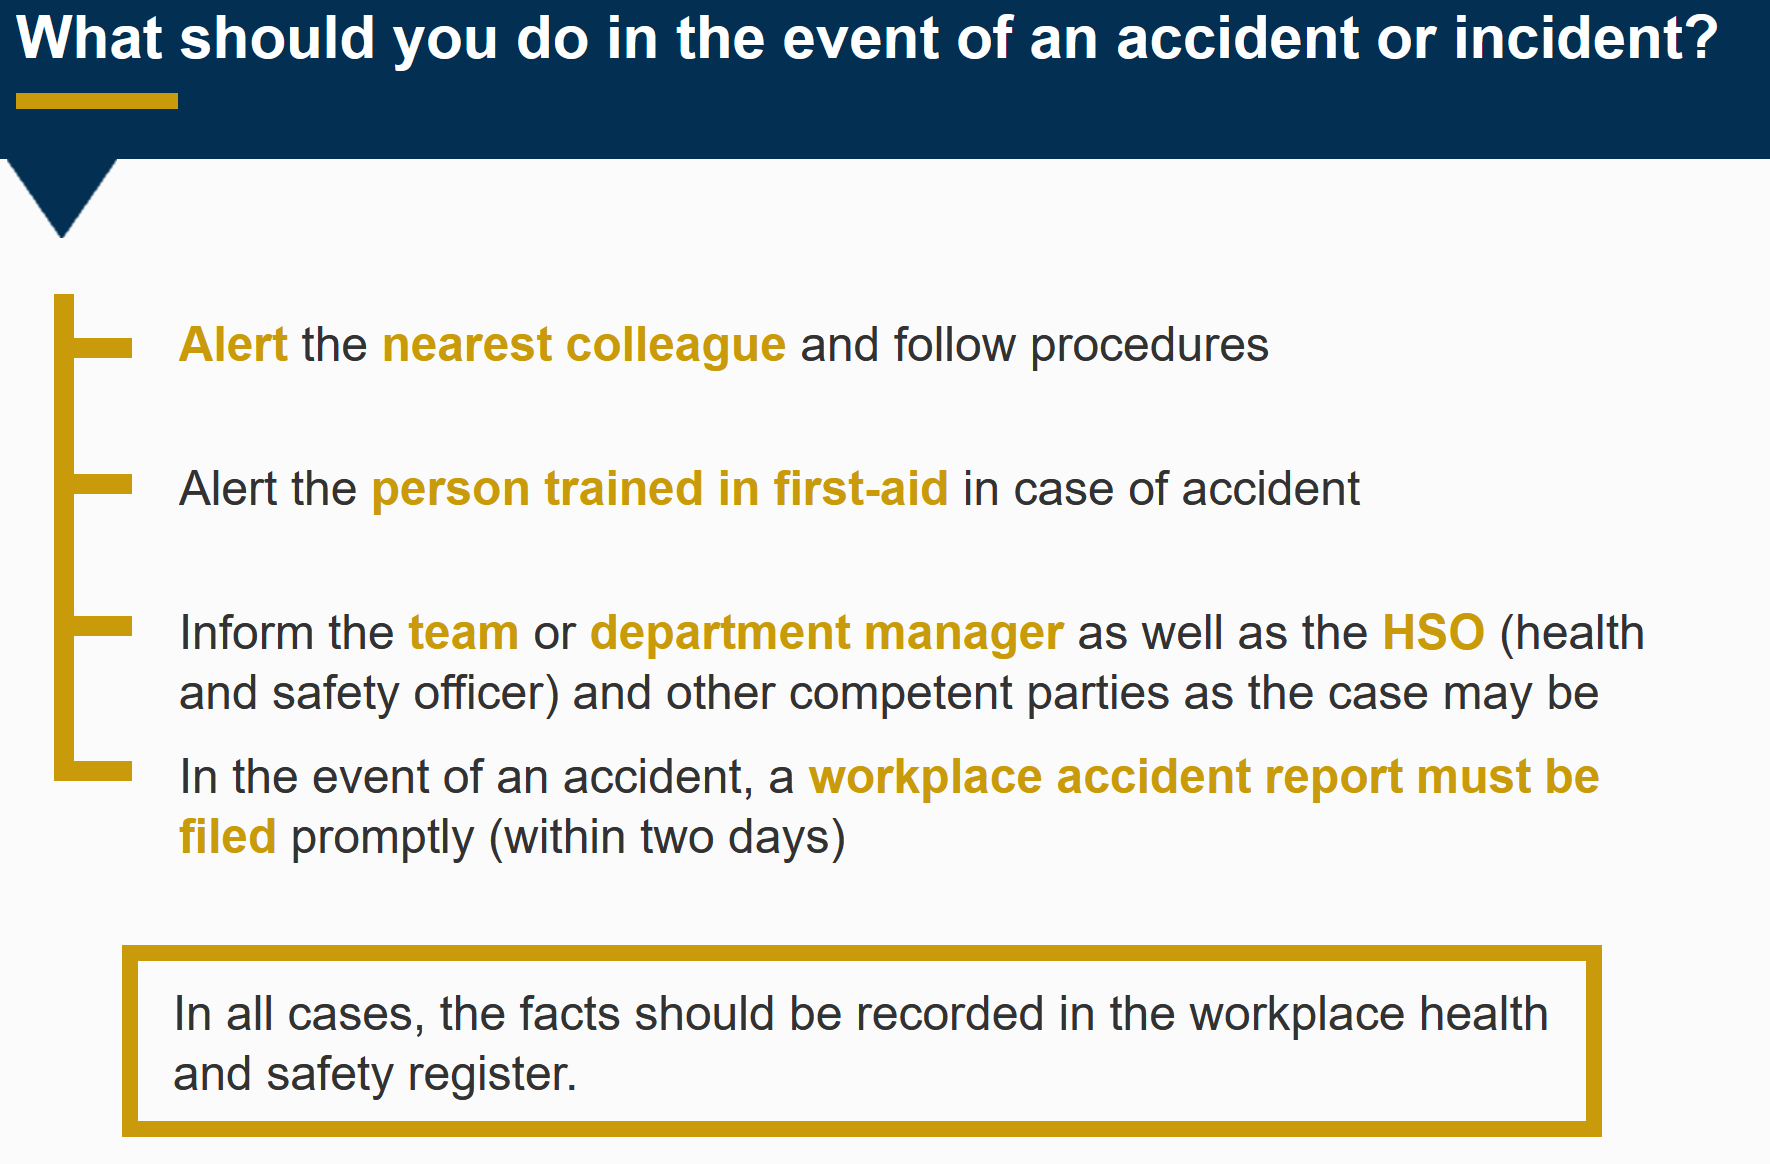 What should you do in the event of an accident or incident?
Alert the nearest colleague and follow procedures
Alert the person trained in first-aid in case of accident
Inform the team or department manager as well as the HSO (health
and safety officer) and other competent parties as the case may be
In the event of an accident, a workplace accident report must be
filed promptly (within two days)
In all cases, the facts should be recorded in the workplace health
and safety register.